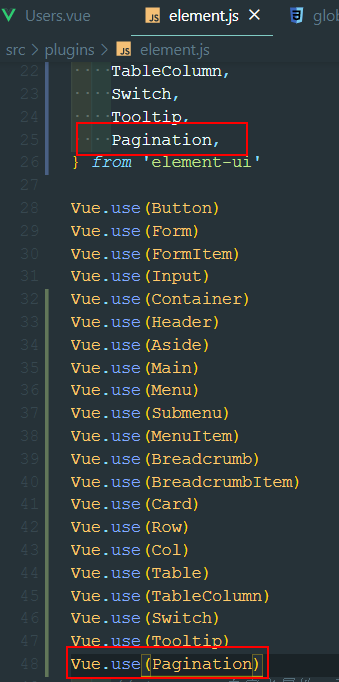 Users.vue
JS element.js
glob
src > plugins > JS element.js
22 TableColumn,
23 Switch,
24 Tooltip,
25 Pagination,
26 } from 'element-ui'
27
28 Vue.use(Button)
29 Vue.use(Form)
30 Vue.use(FormItem)
31 Vue.use(Input)
32 Vue.use(Container)
33 Vue.use(Header)
34 Vue.use(Aside)
35 Vue.use(Main)
36 Vue.use(Menu)
37 Vue.use(Submenu)
38 Vue.use(MenuItem)
39 Vue.use(Breadcrumb)
40 Vue.use(BreadcrumbItem)
41 Vue.use(Card)
42 Vue.use(Row)
43 Vue.use(Col)
44 Vue.use(Table)
45 Vue.use(TableColumn)
46 Vue.use(Switch)
47 Vue.use(Tooltip)
48 Vue.use(Pagination)